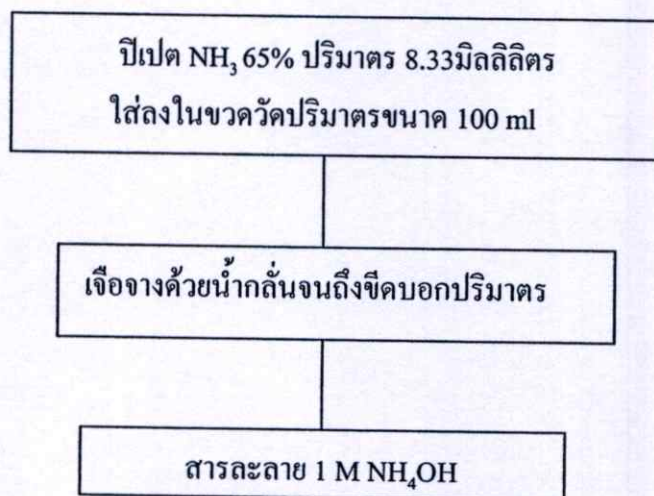 ปีเปต NH₃ 65% ปริมาตร 8.33มิลลิลิตร
ใส่ลงในขวดวัดปริมาตรขนาด 100 ml
เจือจางด้วยน้ำกลั่นจนถึงขีดบอกปริมาตร
สารละลาย 1 M NH₄OH